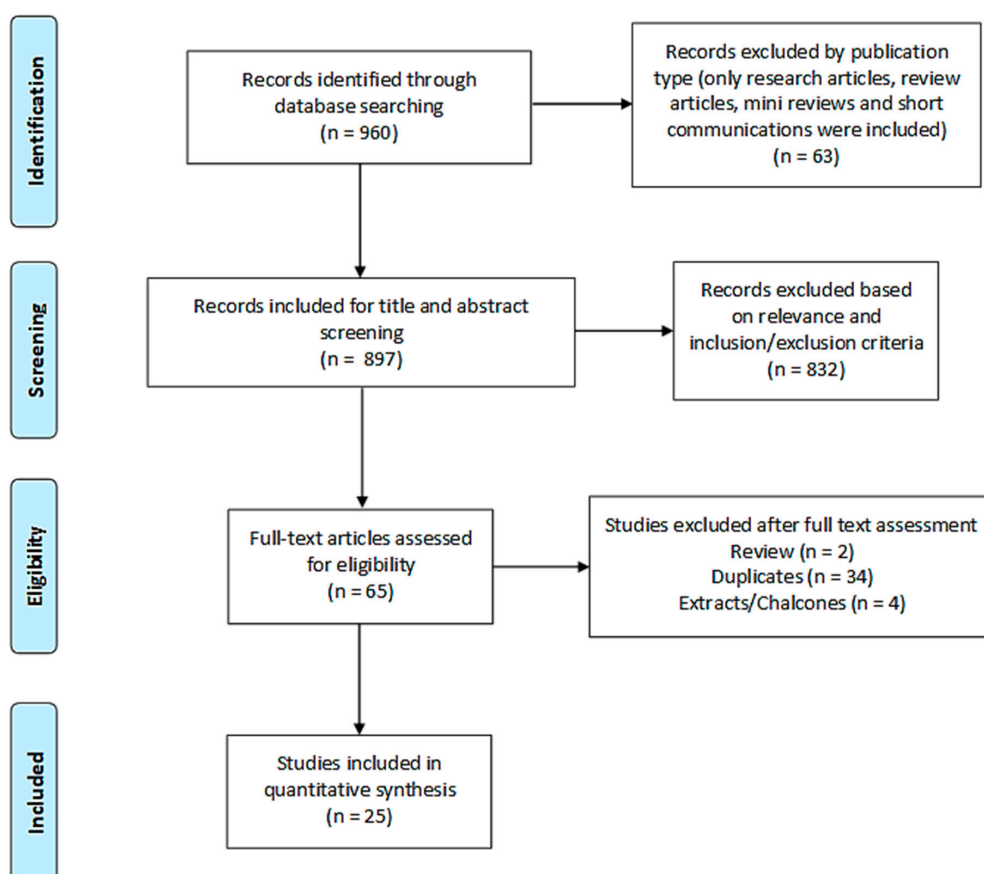 Identification
Records identified through
database searching
(n = 960)
Records excluded by publication
type (only research articles, review
articles, mini reviews and short
communications were included)
(n = 63)
Screening
Records included for title and abstract
screening
(n = 897)
Records excluded based
on relevance and
inclusion/exclusion criteria
(n = 832)
Eligibility
Full-text articles assessed
for eligibility
(n = 65)
Studies excluded after full text assessment
Review (n = 2)
Duplicates (n = 34)
Extracts/Chalcones (n = 4)
Included
Studies included in
quantitative synthesis
(n = 25)